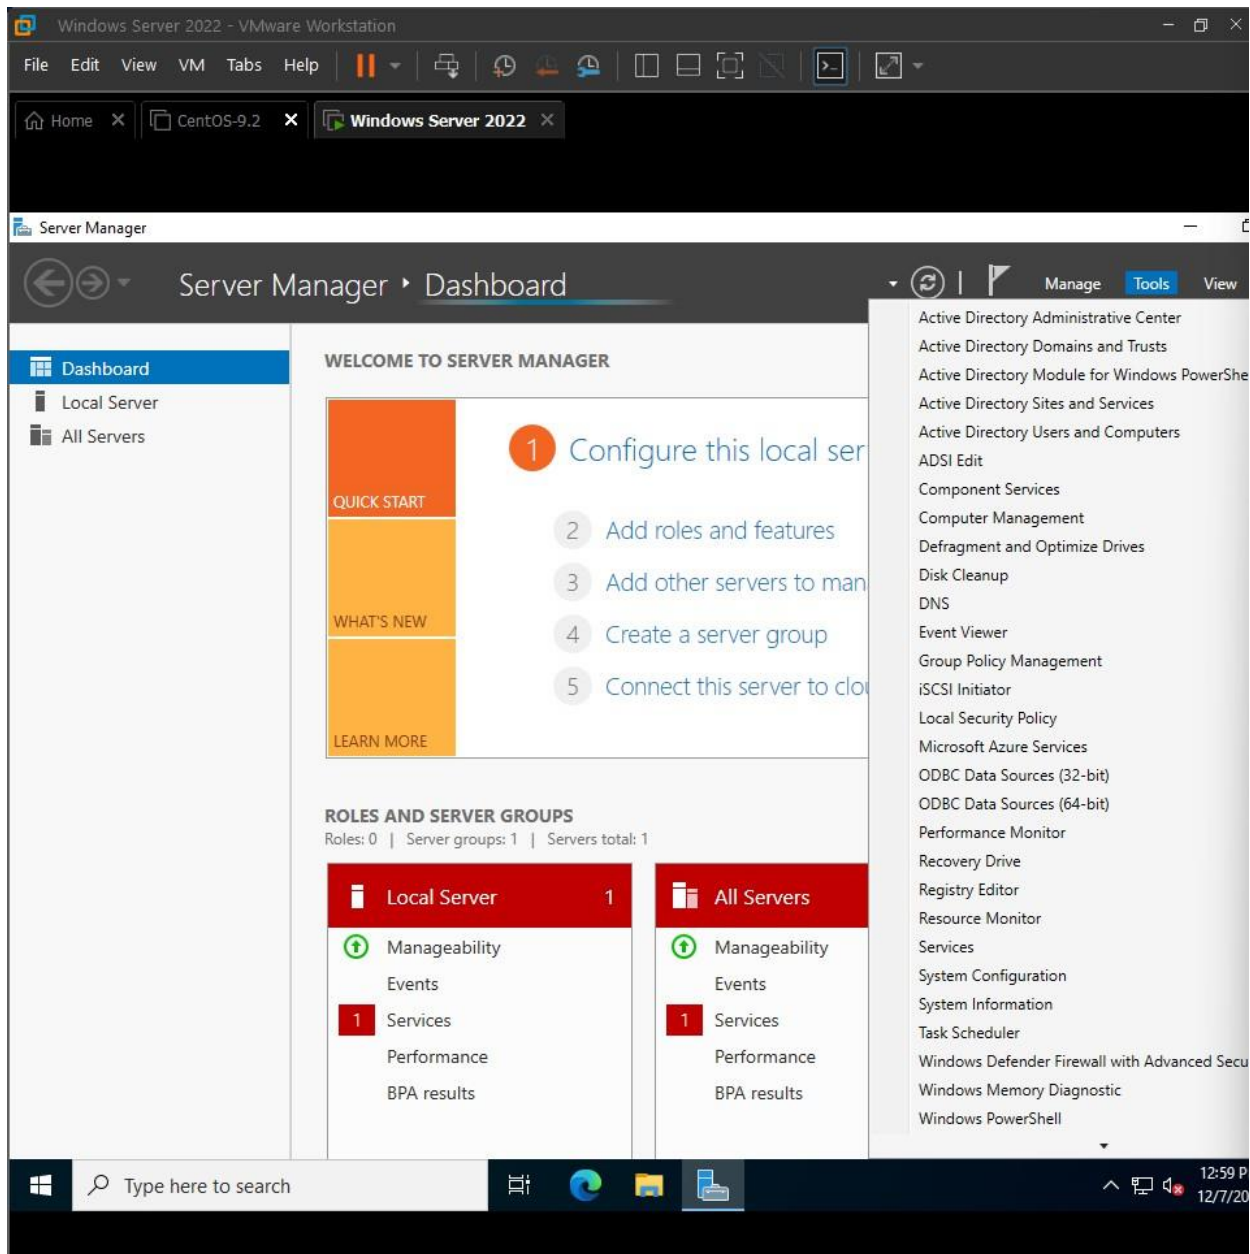 Windows Server 2022 - VMware Workstation
File Edit View VM Tabs Help
Home CentOS-9.2 Windows Server 2022
Server Manager
Server Manager Dashboard
Manage Tools View
Dashboard
Local Server
All Servers
WELCOME TO SERVER MANAGER
QUICK START
WHAT'S NEW
LEARN MORE
1 Configure this local ser
2 Add roles and features
3 Add other servers to man
4 Create a server group
5 Connect this server to clou
ROLES AND SERVER GROUPS
Roles: 0 | Server groups: 1 | Servers total: 1
Local Server 1
Manageability
Events
1 Services
Performance
BPA results
All Servers
Manageability
Events
1 Services
Performance
BPA results
Active Directory Administrative Center
Active Directory Domains and Trusts
Active Directory Module for Windows PowerShe
Active Directory Sites and Services
Active Directory Users and Computers
ADSI Edit
Component Services
Computer Management
Defragment and Optimize Drives
Disk Cleanup
DNS
Event Viewer
Group Policy Management
iSCSI Initiator
Local Security Policy
Microsoft Azure Services
ODBC Data Sources (32-bit)
ODBC Data Sources (64-bit)
Performance Monitor
Recovery Drive
Registry Editor
Resource Monitor
Services
System Configuration
System Information
Task Scheduler
Windows Defender Firewall with Advanced Secu
Windows Memory Diagnostic
Windows PowerShell
Type here to search
12:59 P
12/7/20